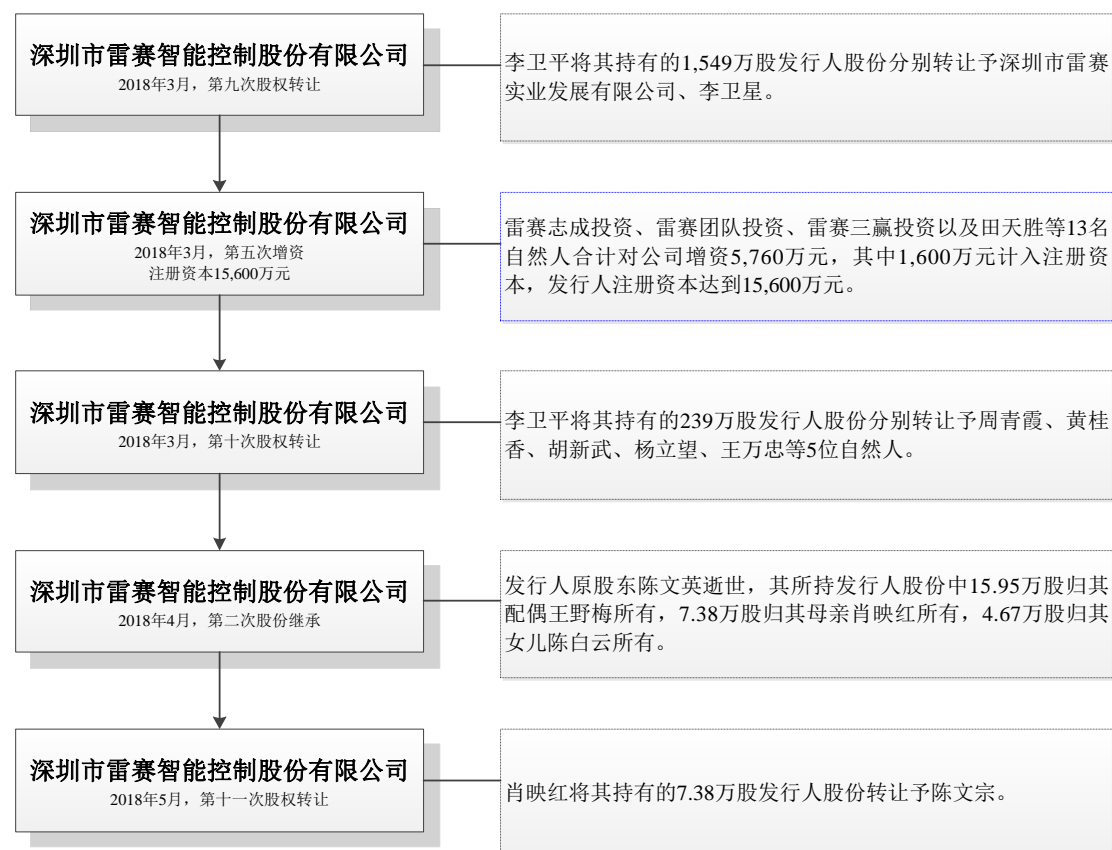 深圳市雷赛智能控制股份有限公司
2018年3月，第九次股权转让
李卫平将其持有的1,549万股发行人股份分别转让予深圳市雷赛
实业发展有限公司、李卫星。
深圳市雷赛智能控制股份有限公司
2018年3月，第五次增资
注册资本15,600万元
雷赛志成投资、雷赛团队投资、雷赛三赢投资以及田天胜等13名
自然人合计对公司增资5,760万元，其中1,600万元计入注册资
本，发行人注册资本达到15,600万元。
深圳市雷赛智能控制股份有限公司
2018年3月，第十次股权转让
李卫平将其持有的239万股发行人股份分别转让予周青霞、黄桂
香、胡新武、杨立望、王万忠等5位自然人。
深圳市雷赛智能控制股份有限公司
2018年4月，第二次股份继承
发行人原股东陈文英逝世，其所持发行人股份中15.95万股归其
配偶王野梅所有，7.38万股归其母亲肖映红所有，4.67万股归其
女儿陈白云所有。
深圳市雷赛智能控制股份有限公司
2018年5月，第十一次股权转让
肖映红将其持有的7.38万股发行人股份转让予陈文宗。